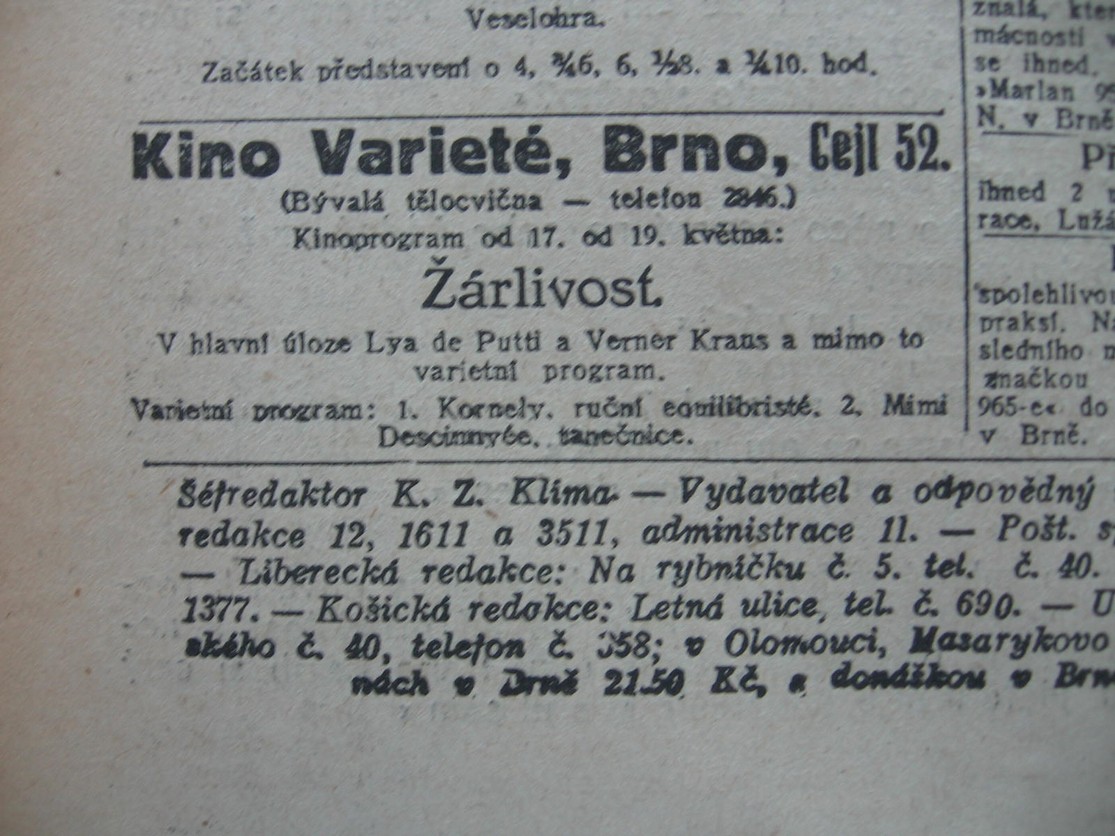 Veselohra.
Začátek představení o 4, ¾6, 6, ½8. a ¼10. hod.
Kino Varieté, Brno, Cejl 52.
(Bývalá tělocvična — telefon 2846.)
Kinoprogram od 17. od 19. května:
Žárlivost.
V hlavní úloze Lya de Putti a Verner Kraus a mimo to
varietní program.
Varietní program: 1. Kornely, ruční equilibristé. 2. Mimi
Descinnyée, tanečnice.
znalá, kte
mácnosti v
se ihned.
»Marlan 95
N. v Brně
Př
ihned 2
race, Luža
spolehlivo
praksí. N
sledního
značkou
965-e« do
v Brně.
Šéfredaktor K. Z. Klíma. — Vydavatel a odpovědný
redakce 12, 1611 a 3511, administrace 11. — Pošt. s
— Liberecká redakce: Na rybníčku č. 5. tel. č. 40.
1377. — Košická redakce: Letná ulice, tel. č. 690. — U
ského č. 40, telefon č. 358; v Olomouci, Masarykovo
nách v Brně 21.50 Kč, s donáškou v Brn